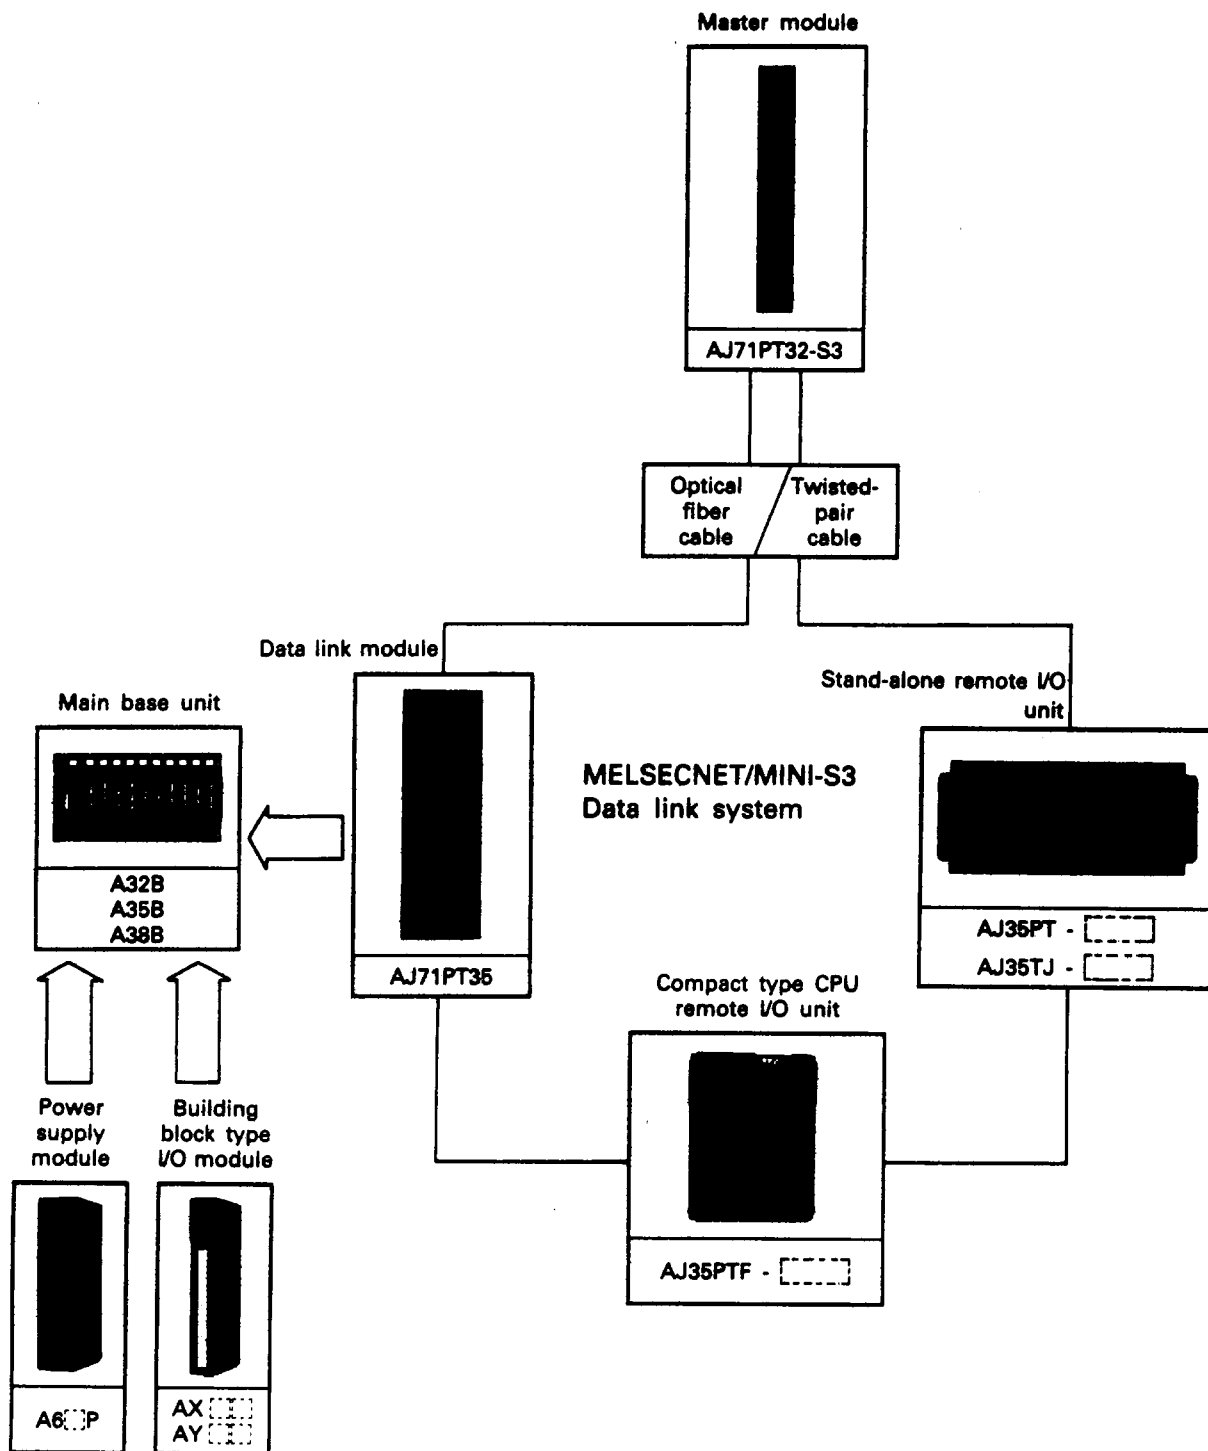 Master module
AJ71PT32-S3
Optical
fiber
cable
Twisted-
pair
cable
Data link module
Stand-alone remote I/O
unit
Main base unit
MELSECNET/MINI-S3
Data link system
A32B
A35B
A38B
AJ71PT35
AJ35PT -
AJ35TJ -
Compact type CPU
remote I/O unit
AJ35PTF -
Power
supply
module
Building
block type
I/O module
A6 P
AX
AY